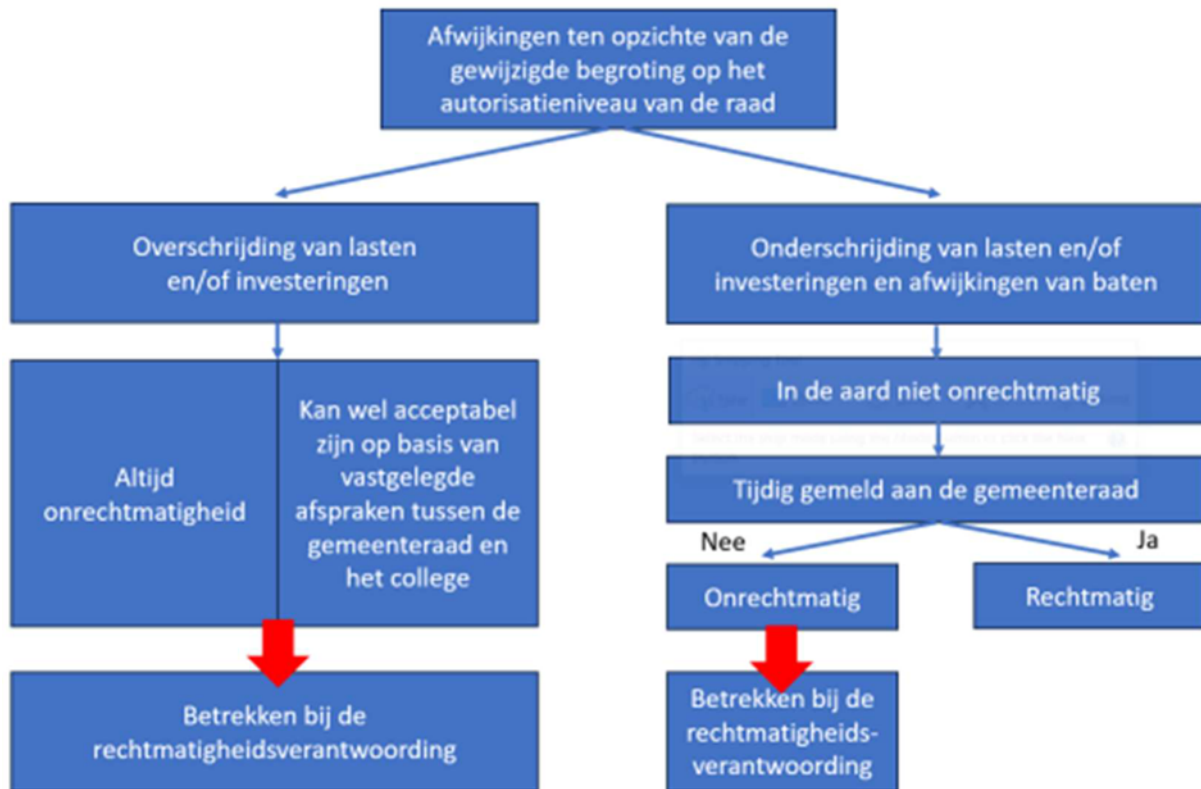 Afwijkingen ten opzichte van de
gewijzigde begroting op het
autorisatieniveau van de raad
Overschrijding van lasten
en/of investeringen
Onderschrijding van lasten en/of
investeringen en afwijkingen van baten
Altijd
onrechtmatigheid
Kan wel acceptabel
zijn op basis van
vastgelegde
afspraken tussen de
gemeenteraad en
het college
In de aard niet onrechtmatig
Tijdig gemeld aan de gemeenteraad
Nee
Ja
Onrechtmatig
Rechtmatig
Betrekken bij de
rechtmatigheidsverantwoording
Betrekken bij de
rechtmatigheids-
verantwoording